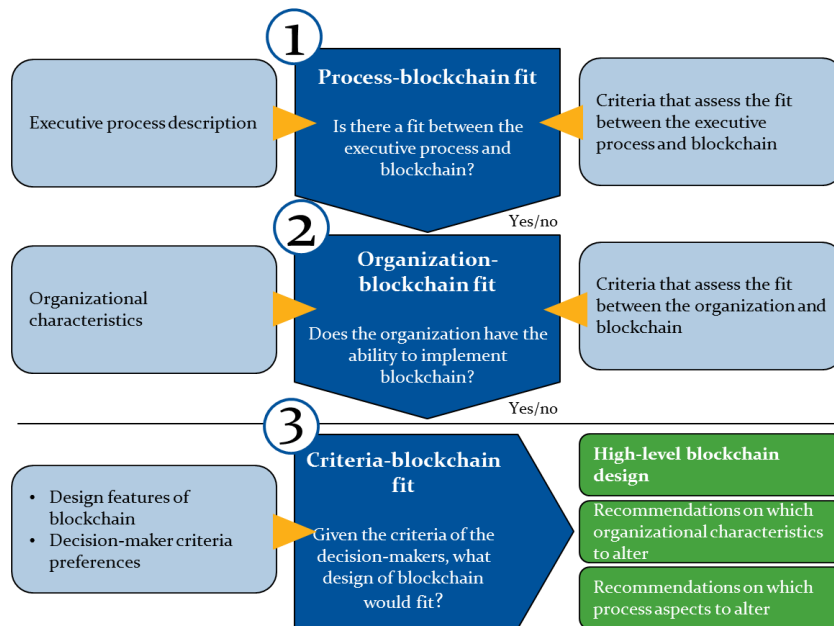 1
Process-blockchain fit
Executive process description
Is there a fit between the
executive process and
blockchain?
Criteria that assess the fit
between the executive
process and blockchain
Yes/no
2
Organization-
blockchain fit
Organizational
characteristics
Does the organization have the
ability to implement
blockchain?
Criteria that assess the fit
between the organization and
blockchain
Yes/no
3
Criteria-blockchain
fit
• Design features of
blockchain
• Decision-maker criteria
preferences
Given the criteria of the
decision-makers, what
design of blockchain
would fit?
High-level blockchain
design
Recommendations on which
organizational characteristics
to alter
Recommendations on which
process aspects to alter